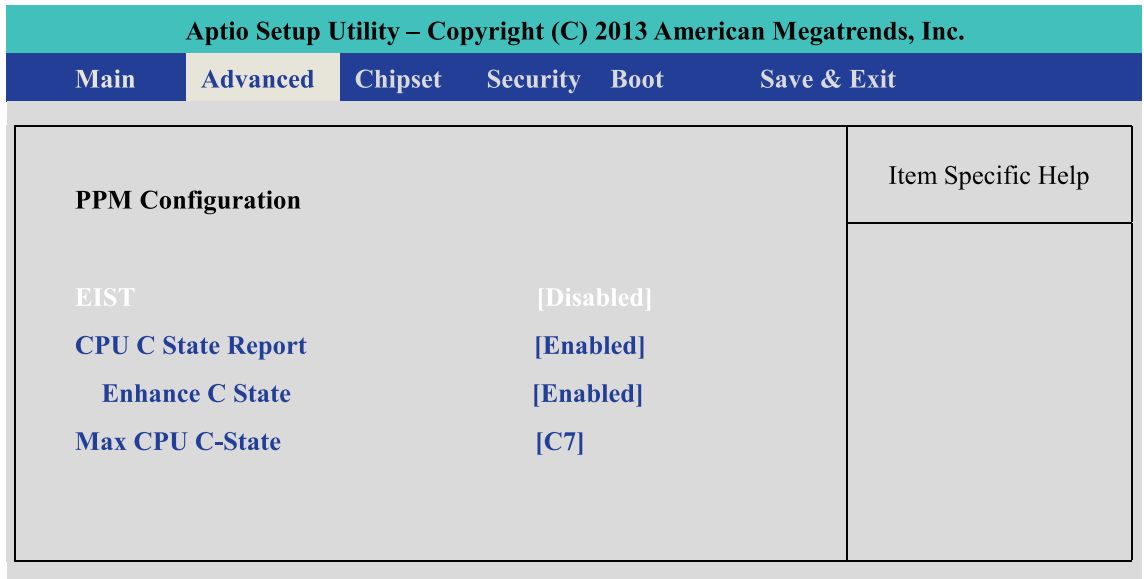 Aptio Setup Utility – Copyright (C) 2013 American Megatrends, Inc.
Main Advanced Chipset Security Boot Save & Exit
Item Specific Help
PPM Configuration
EIST [Disabled]
CPU C State Report [Enabled]
Enhance C State [Enabled]
Max CPU C-State [C7]